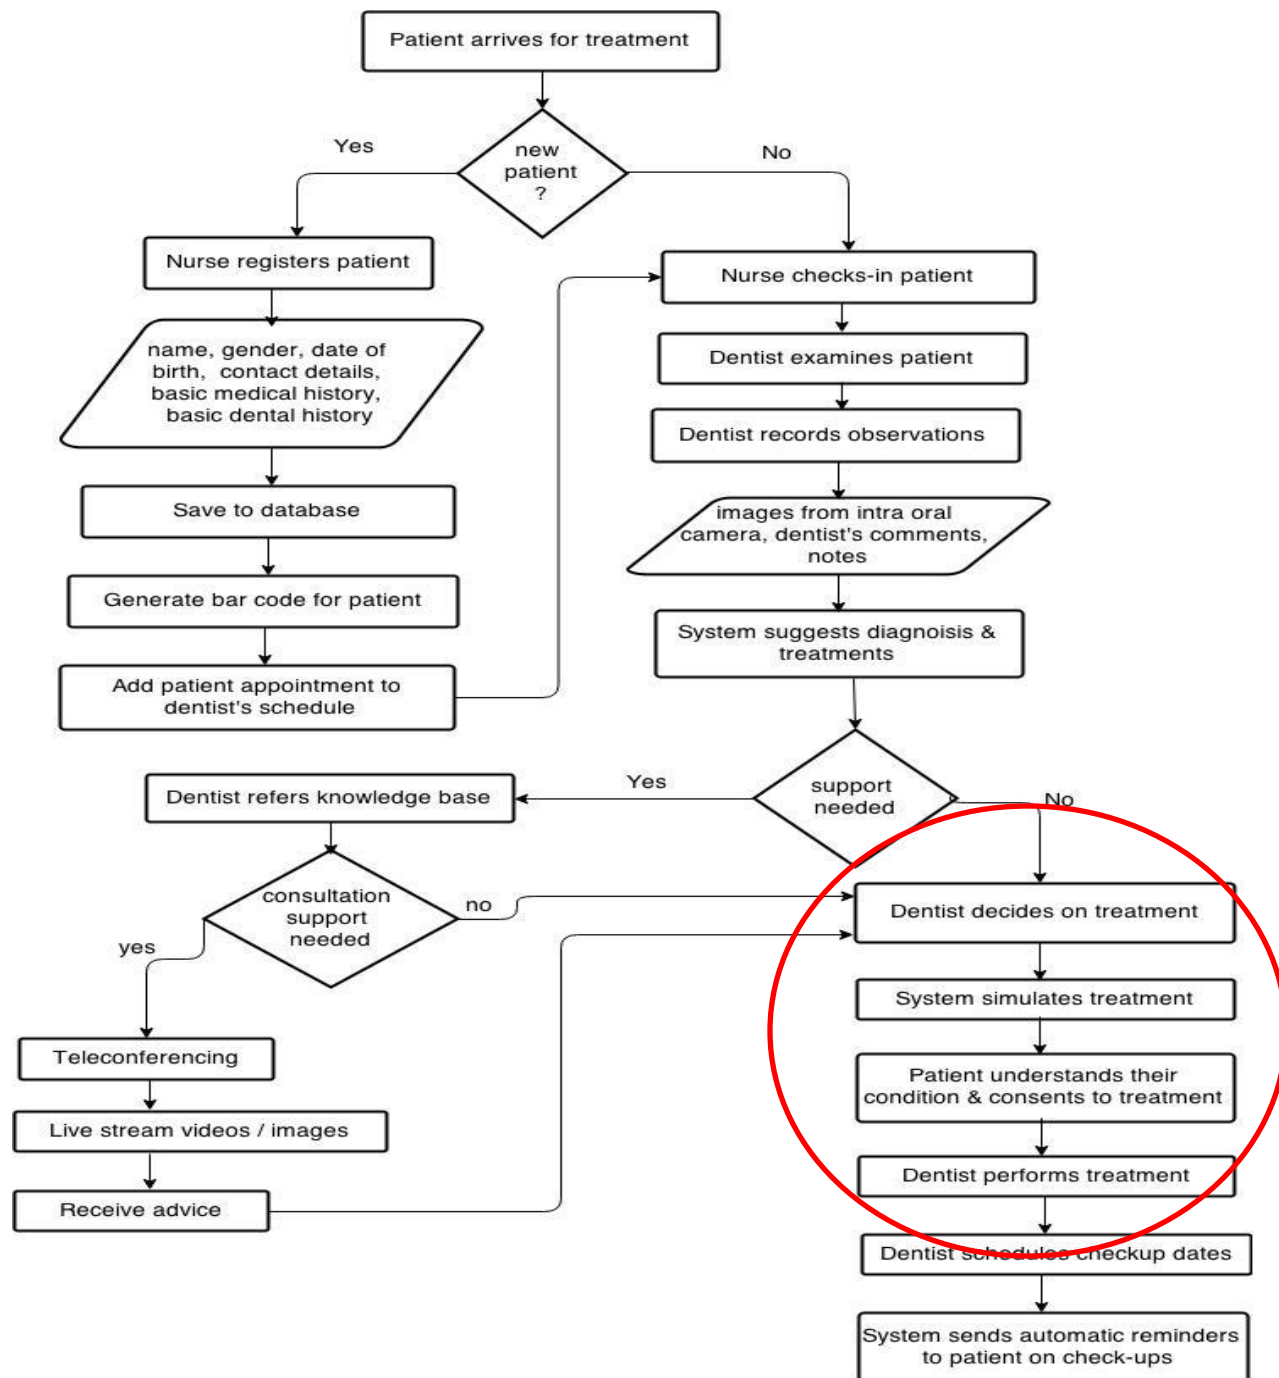 Patient arrives for treatment
new
patient
?
Yes
No
Nurse registers patient
name, gender, date of
birth, contact details,
basic medical history,
basic dental history
Save to database
Generate bar code for patient
Add patient appointment to
dentist's schedule
Nurse checks-in patient
Dentist examines patient
Dentist records observations
images from intra oral
camera, dentist's comments,
notes
System suggests diagnoisis &
treatments
support
needed
Yes
No
Dentist refers knowledge base
consultation
support
needed
no
yes
Teleconferencing
Live stream videos / images
Receive advice
Dentist decides on treatment
System simulates treatment
Patient understands their
condition & consents to treatment
Dentist performs treatment
Dentist schedules checkup dates
System sends automatic reminders
to patient on check-ups